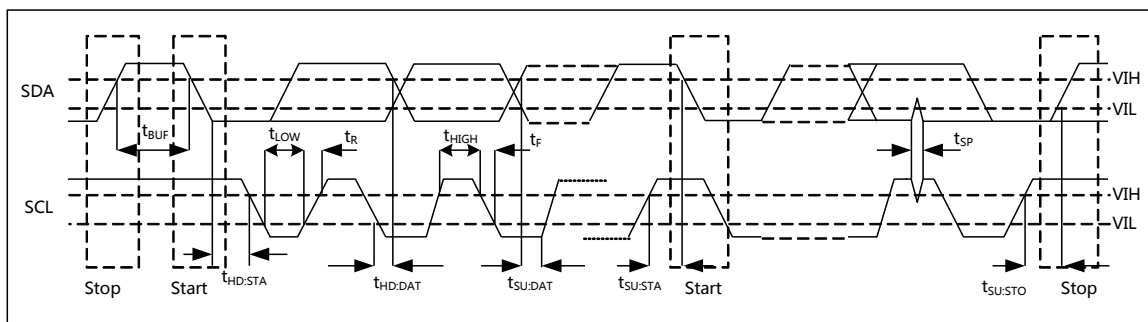 SDA
VIH
VIL
tBUF
tLOW
tR
tHIGH
tF
tSP
SCL
VIH
VIL
tHD:STA
tHD:DAT
tSU:DAT
tSU:STA
tSU:STO
Stop
Start
Start
Stop